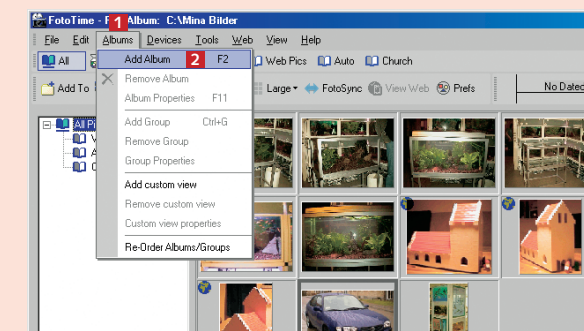 FotoTime - F 1 Album: C:\Mina Bilder
File Edit Albums Devices Tools Web View Help
All Web Pics Auto Church
Add To Large FotoSync View Web Prefs No Dated
Add Album 2 F2
Remove Album
Album Properties F11
Add Group Ctrl+G
Remove Group
Group Properties
Add custom view
Remove custom view
Custom view properties
Re-Order Albums/Groups
All Pi